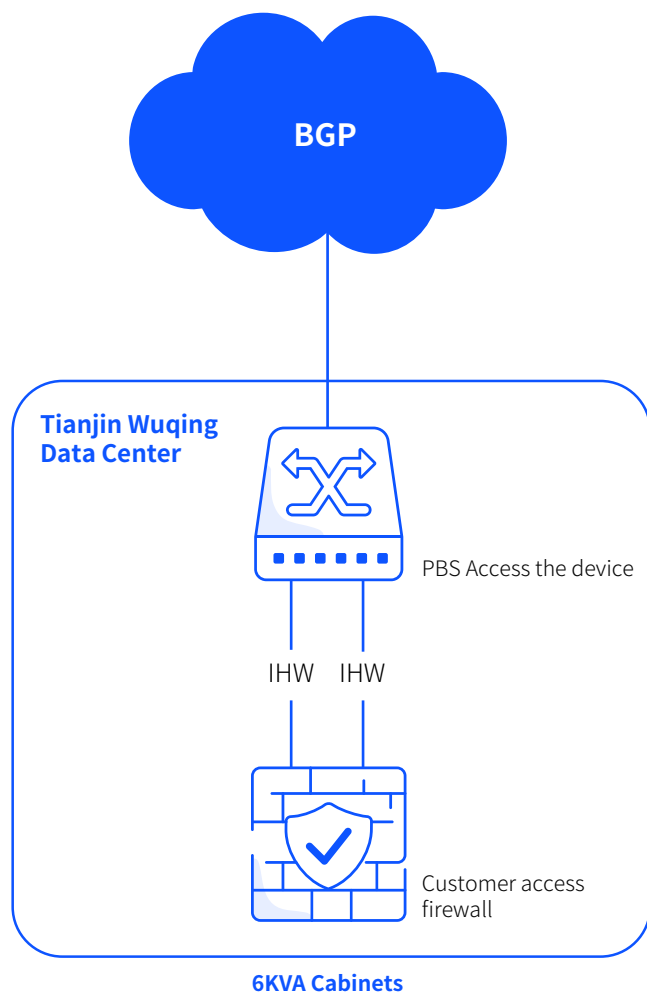 BGP
Tianjin Wuqing
Data Center
PBS Access the device
IHW IHW
Customer access
firewall
6KVA Cabinets